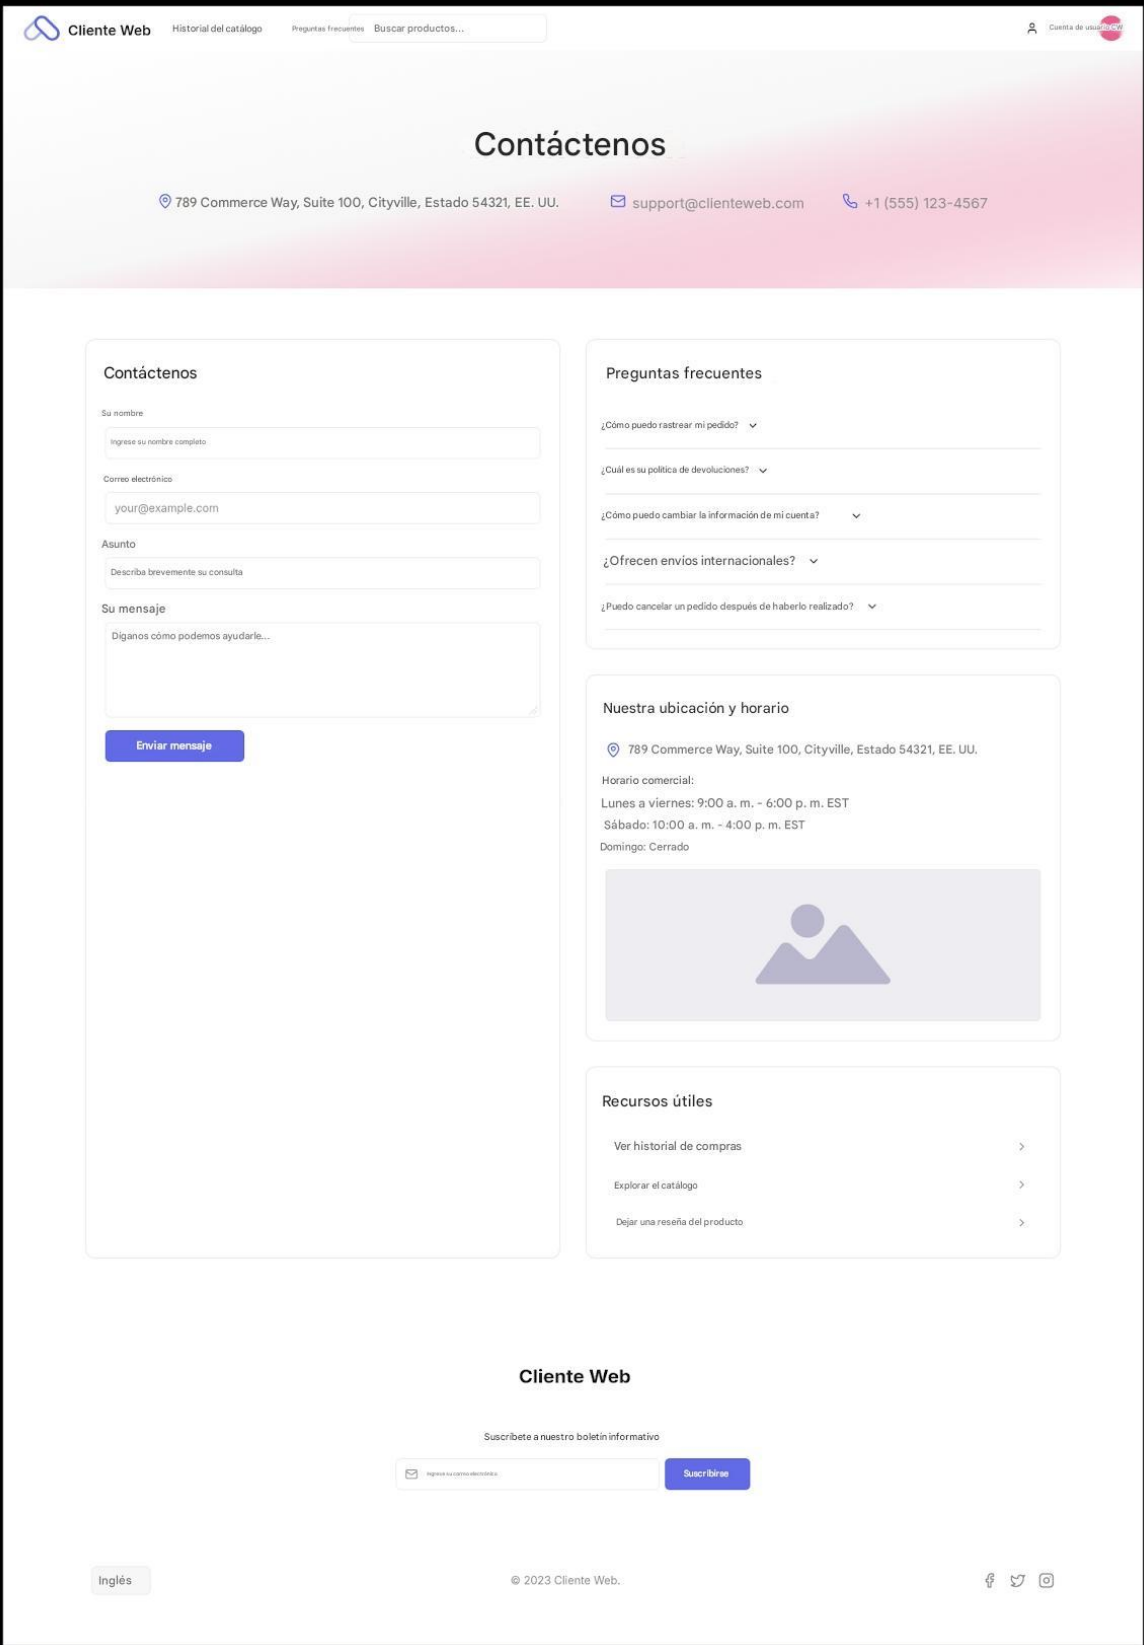 Cliente Web
Historial del catálogo
Preguntas frecuentes
Buscar productos...
Cuenta de usuario CW
Contáctenos
789 Commerce Way, Suite 100, Cityville, Estado 54321, EE. UU.
support@clienteweb.com
+1 (555) 123-4567
Contáctenos
Su nombre
Ingrese su nombre completo
Correo electrónico
your@example.com
Asunto
Describa brevemente su consulta
Su mensaje
Díganos cómo podemos ayudarle...
Enviar mensaje
Preguntas frecuentes
¿Cómo puedo rastrear mi pedido?
¿Cuál es su política de devoluciones?
¿Cómo puedo cambiar la información de mi cuenta?
¿Ofrecen envíos internacionales?
¿Puedo cancelar un pedido después de haberlo realizado?
Nuestra ubicación y horario
789 Commerce Way, Suite 100, Cityville, Estado 54321, EE. UU.
Horario comercial:
Lunes a viernes: 9:00 a. m. - 6:00 p. m. EST
Sábado: 10:00 a. m. - 4:00 p. m. EST
Domingo: Cerrado
Recursos útiles
Ver historial de compras
Explorar el catálogo
Dejar una reseña del producto
Cliente Web
Suscríbete a nuestro boletín informativo
Ingrese su correo electrónico
Suscribirse
Inglés
© 2023 Cliente Web.